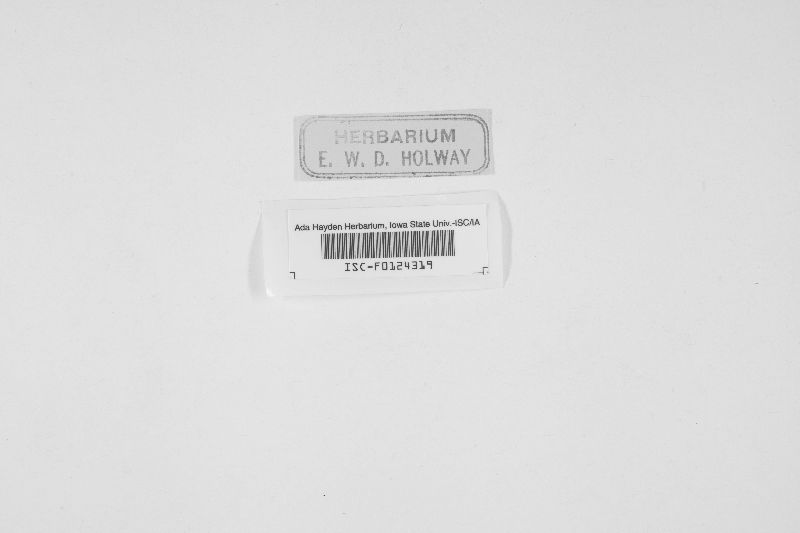 HERBARIUM
E. W. D. HOLWAY
Ada Hayden Herbarium, Iowa State Univ.-ISC/IA
ISC-F0124319